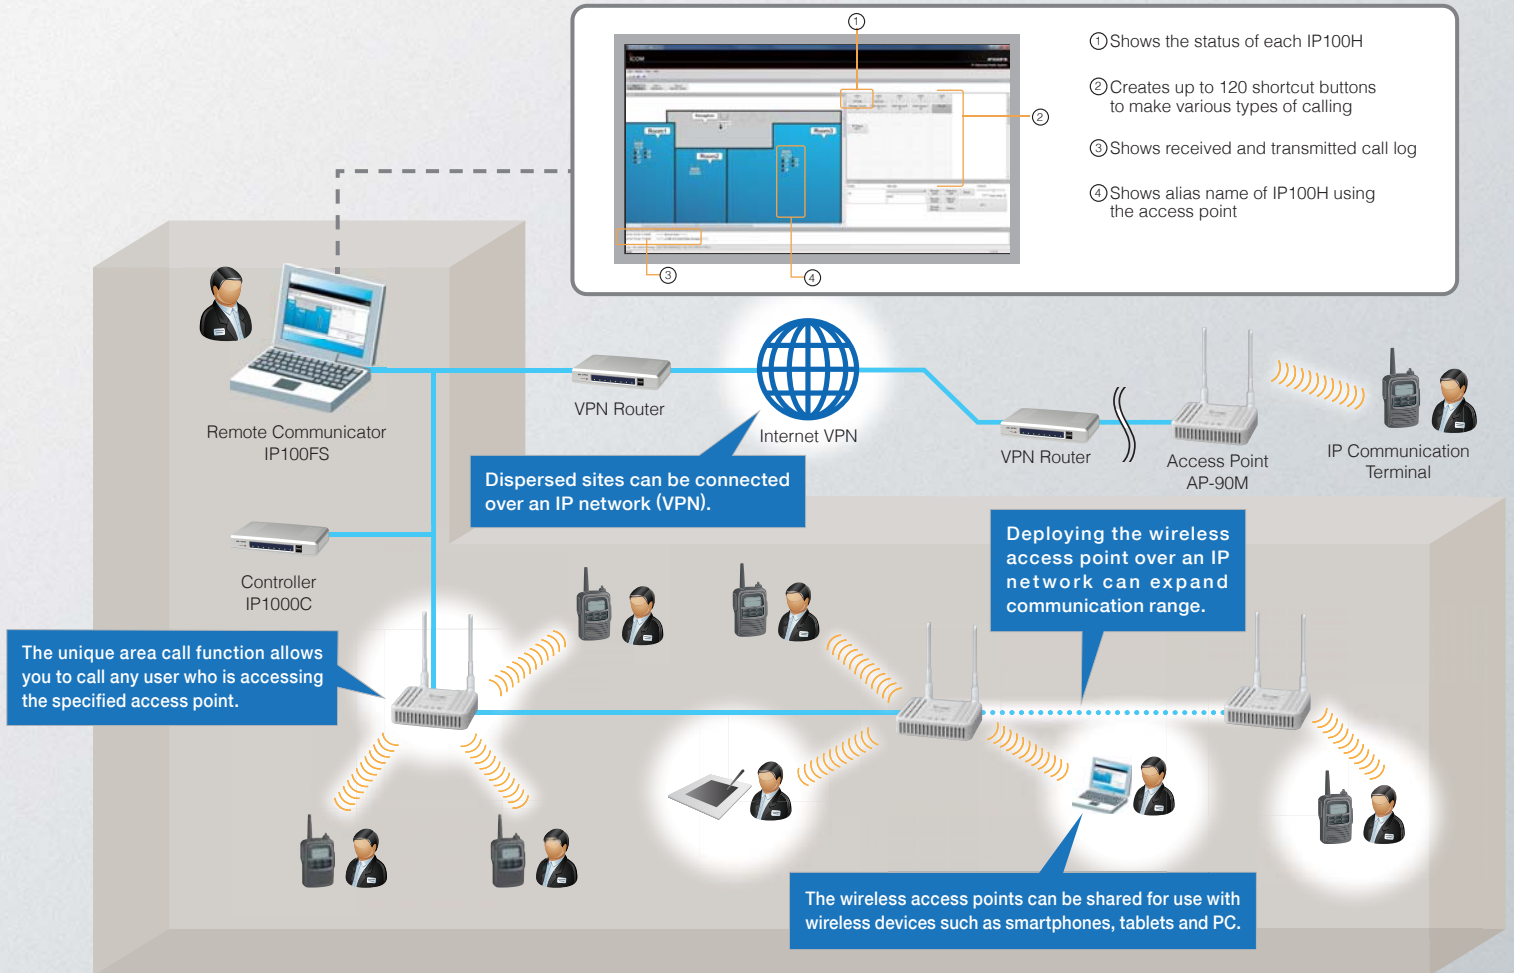 ①
①Shows the status of each IP100H
②Creates up to 120 shortcut buttons
to make various types of calling
②
③Shows received and transmitted call log
④Shows alias name of IP100H using
the access point
ICOM
Reception
Room1
Room2
Room3
③
④
Remote Communicator
IP100FS
VPN Router
Internet VPN
VPN Router
Access Point
AP-90M
IP Communication
Terminal
Dispersed sites can be connected
over an IP network (VPN).
Deploying the wireless
access point over an IP
network can expand
communication range.
Controller
IP1000C
The unique area call function allows
you to call any user who is accessing
the specified access point.
The wireless access points can be shared for use with
wireless devices such as smartphones, tablets and PC.